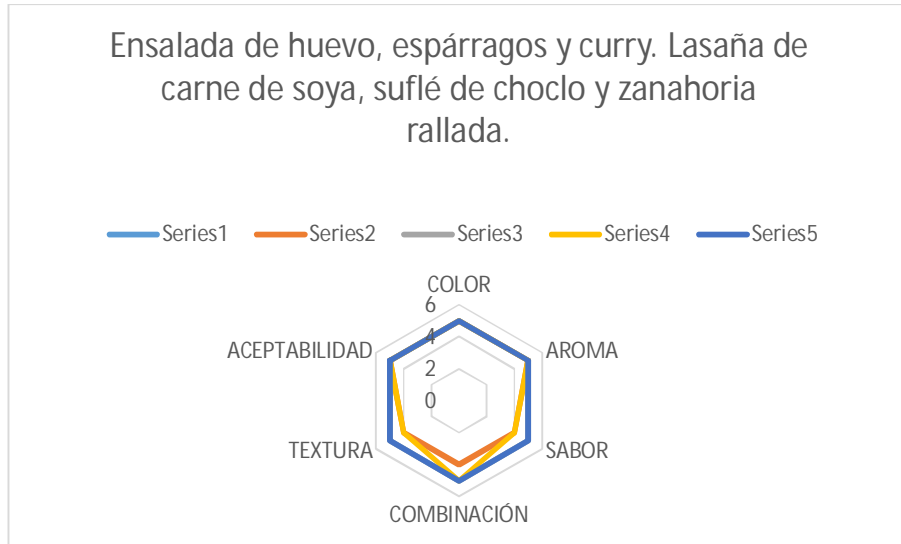 Ensalada de huevo, espárragos y curry. Lasaña de
carne de soya, suflé de choclo y zanahoria
rallada.
Series1 Series2 Series3 Series4 Series5
COLOR
6
ACEPTABILIDAD 4 AROMA
2
0
TEXTURA SABOR
COMBINACIÓN